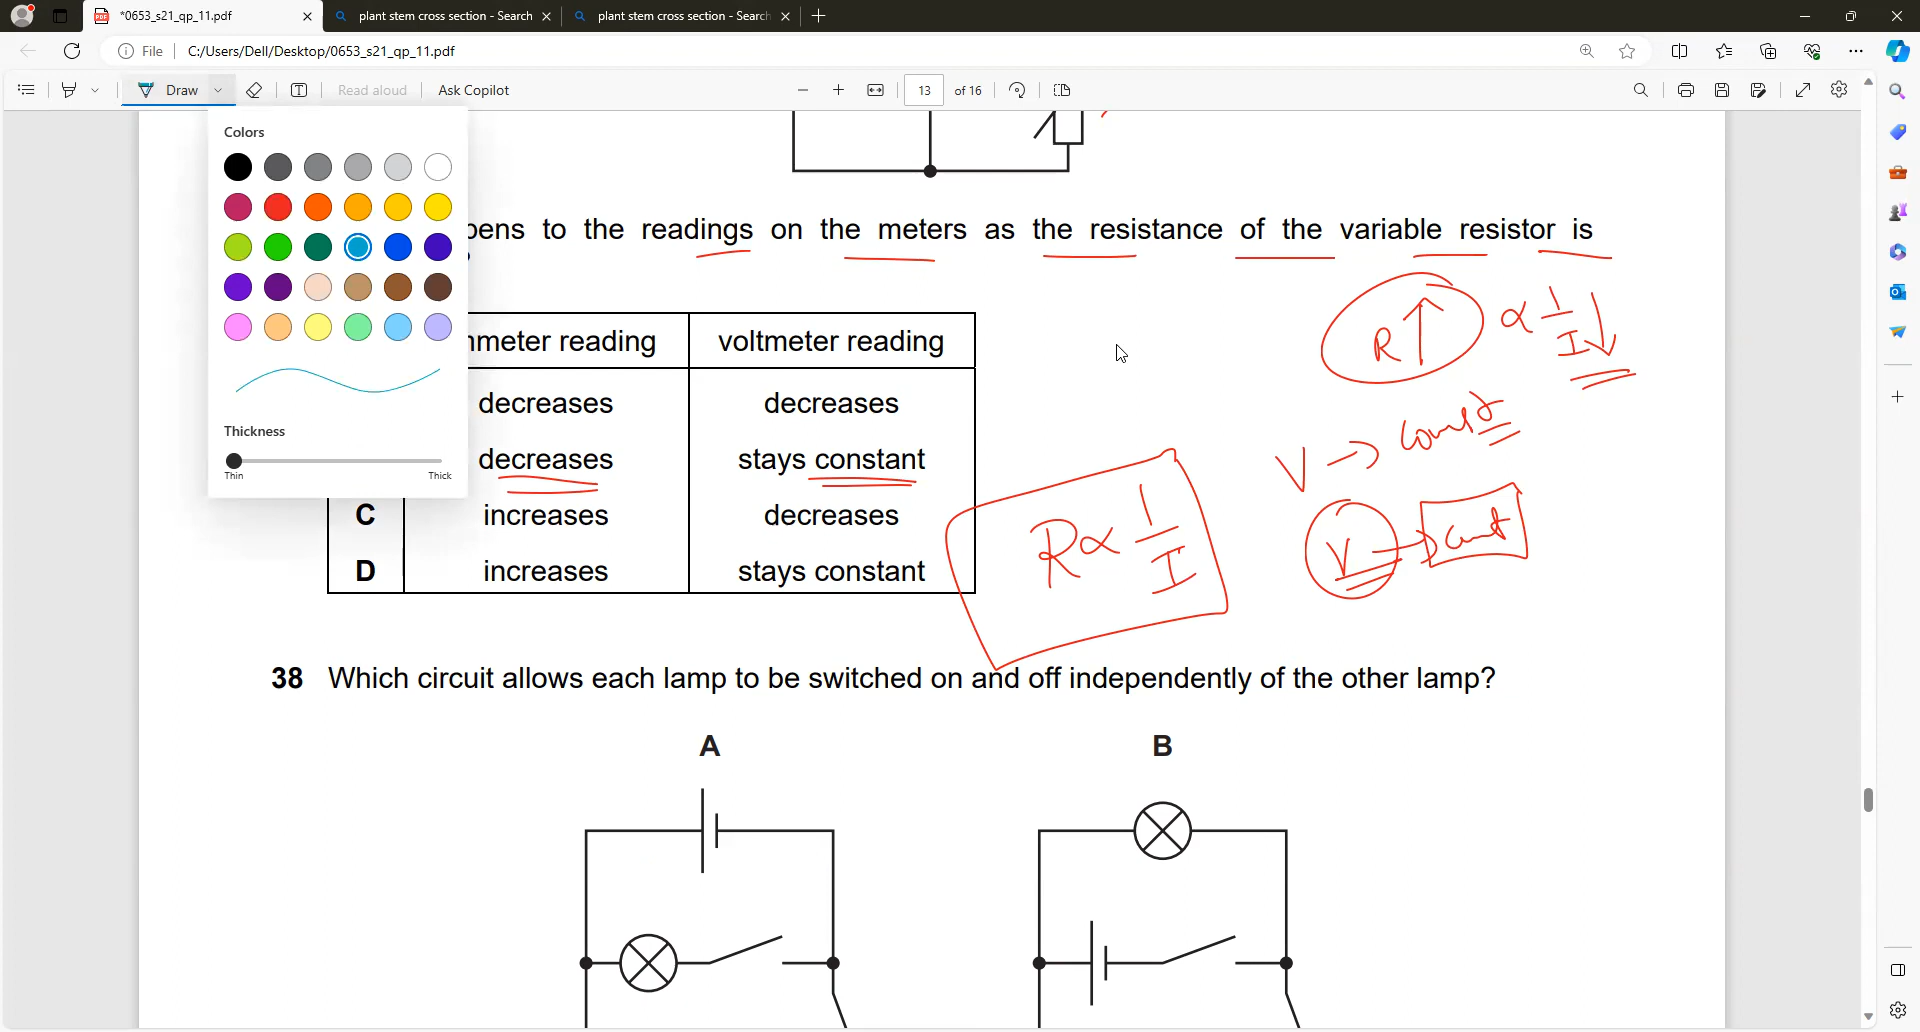 *0653_s21_qp_11.pdf
plant stem cross section - Search
plant stem cross section - Search
File
C:/Users/Dell/Desktop/0653_s21_qp_11.pdf
Draw
Read aloud
Ask Copilot
13
of 16
Colors
Thickness
Thin
Thick
pens to the readings on the meters as the resistance of the variable resistor is
mmeter reading
voltmeter reading
decreases
decreases
decreases
stays constant
C
increases
decreases
D
increases
stays constant
R ↑ ∝ 1/I ↓
V → const
V → const
R ∝ 1/I
38 Which circuit allows each lamp to be switched on and off independently of the other lamp?
A
B